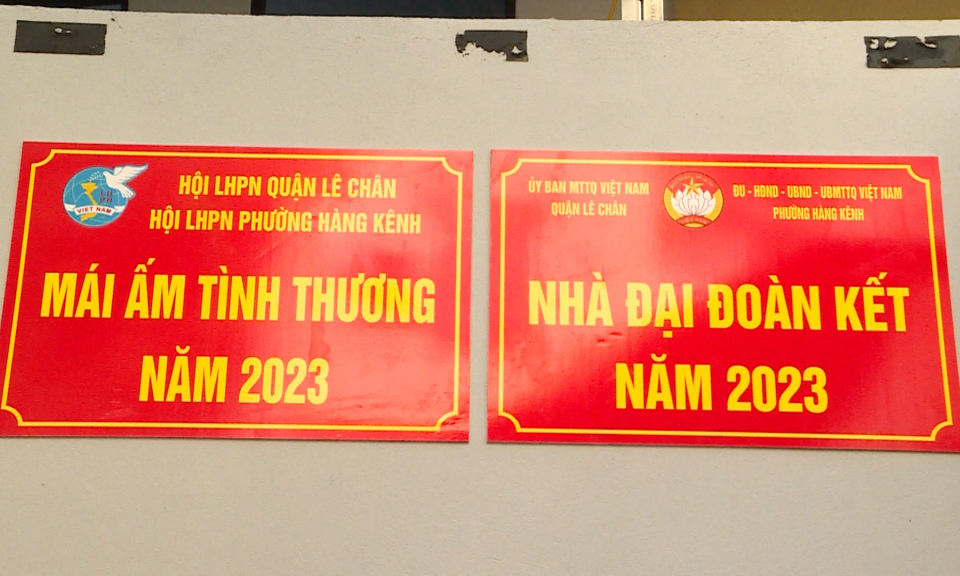 HỘI LHPN QUẬN LÊ CHÂN
HỘI LHPN PHƯỜNG HÀNG KÊNH
VIỆT NAM
MÁI ẤM TÌNH THƯƠNG
NĂM 2023
ỦY BAN MTTQ VIỆT NAM
QUẬN LÊ CHÂN
ĐU - HĐND - UBND - UBMTTQ VIỆT NAM
PHƯỜNG HÀNG KÊNH
NHÀ ĐẠI ĐOÀN KẾT
NĂM 2023